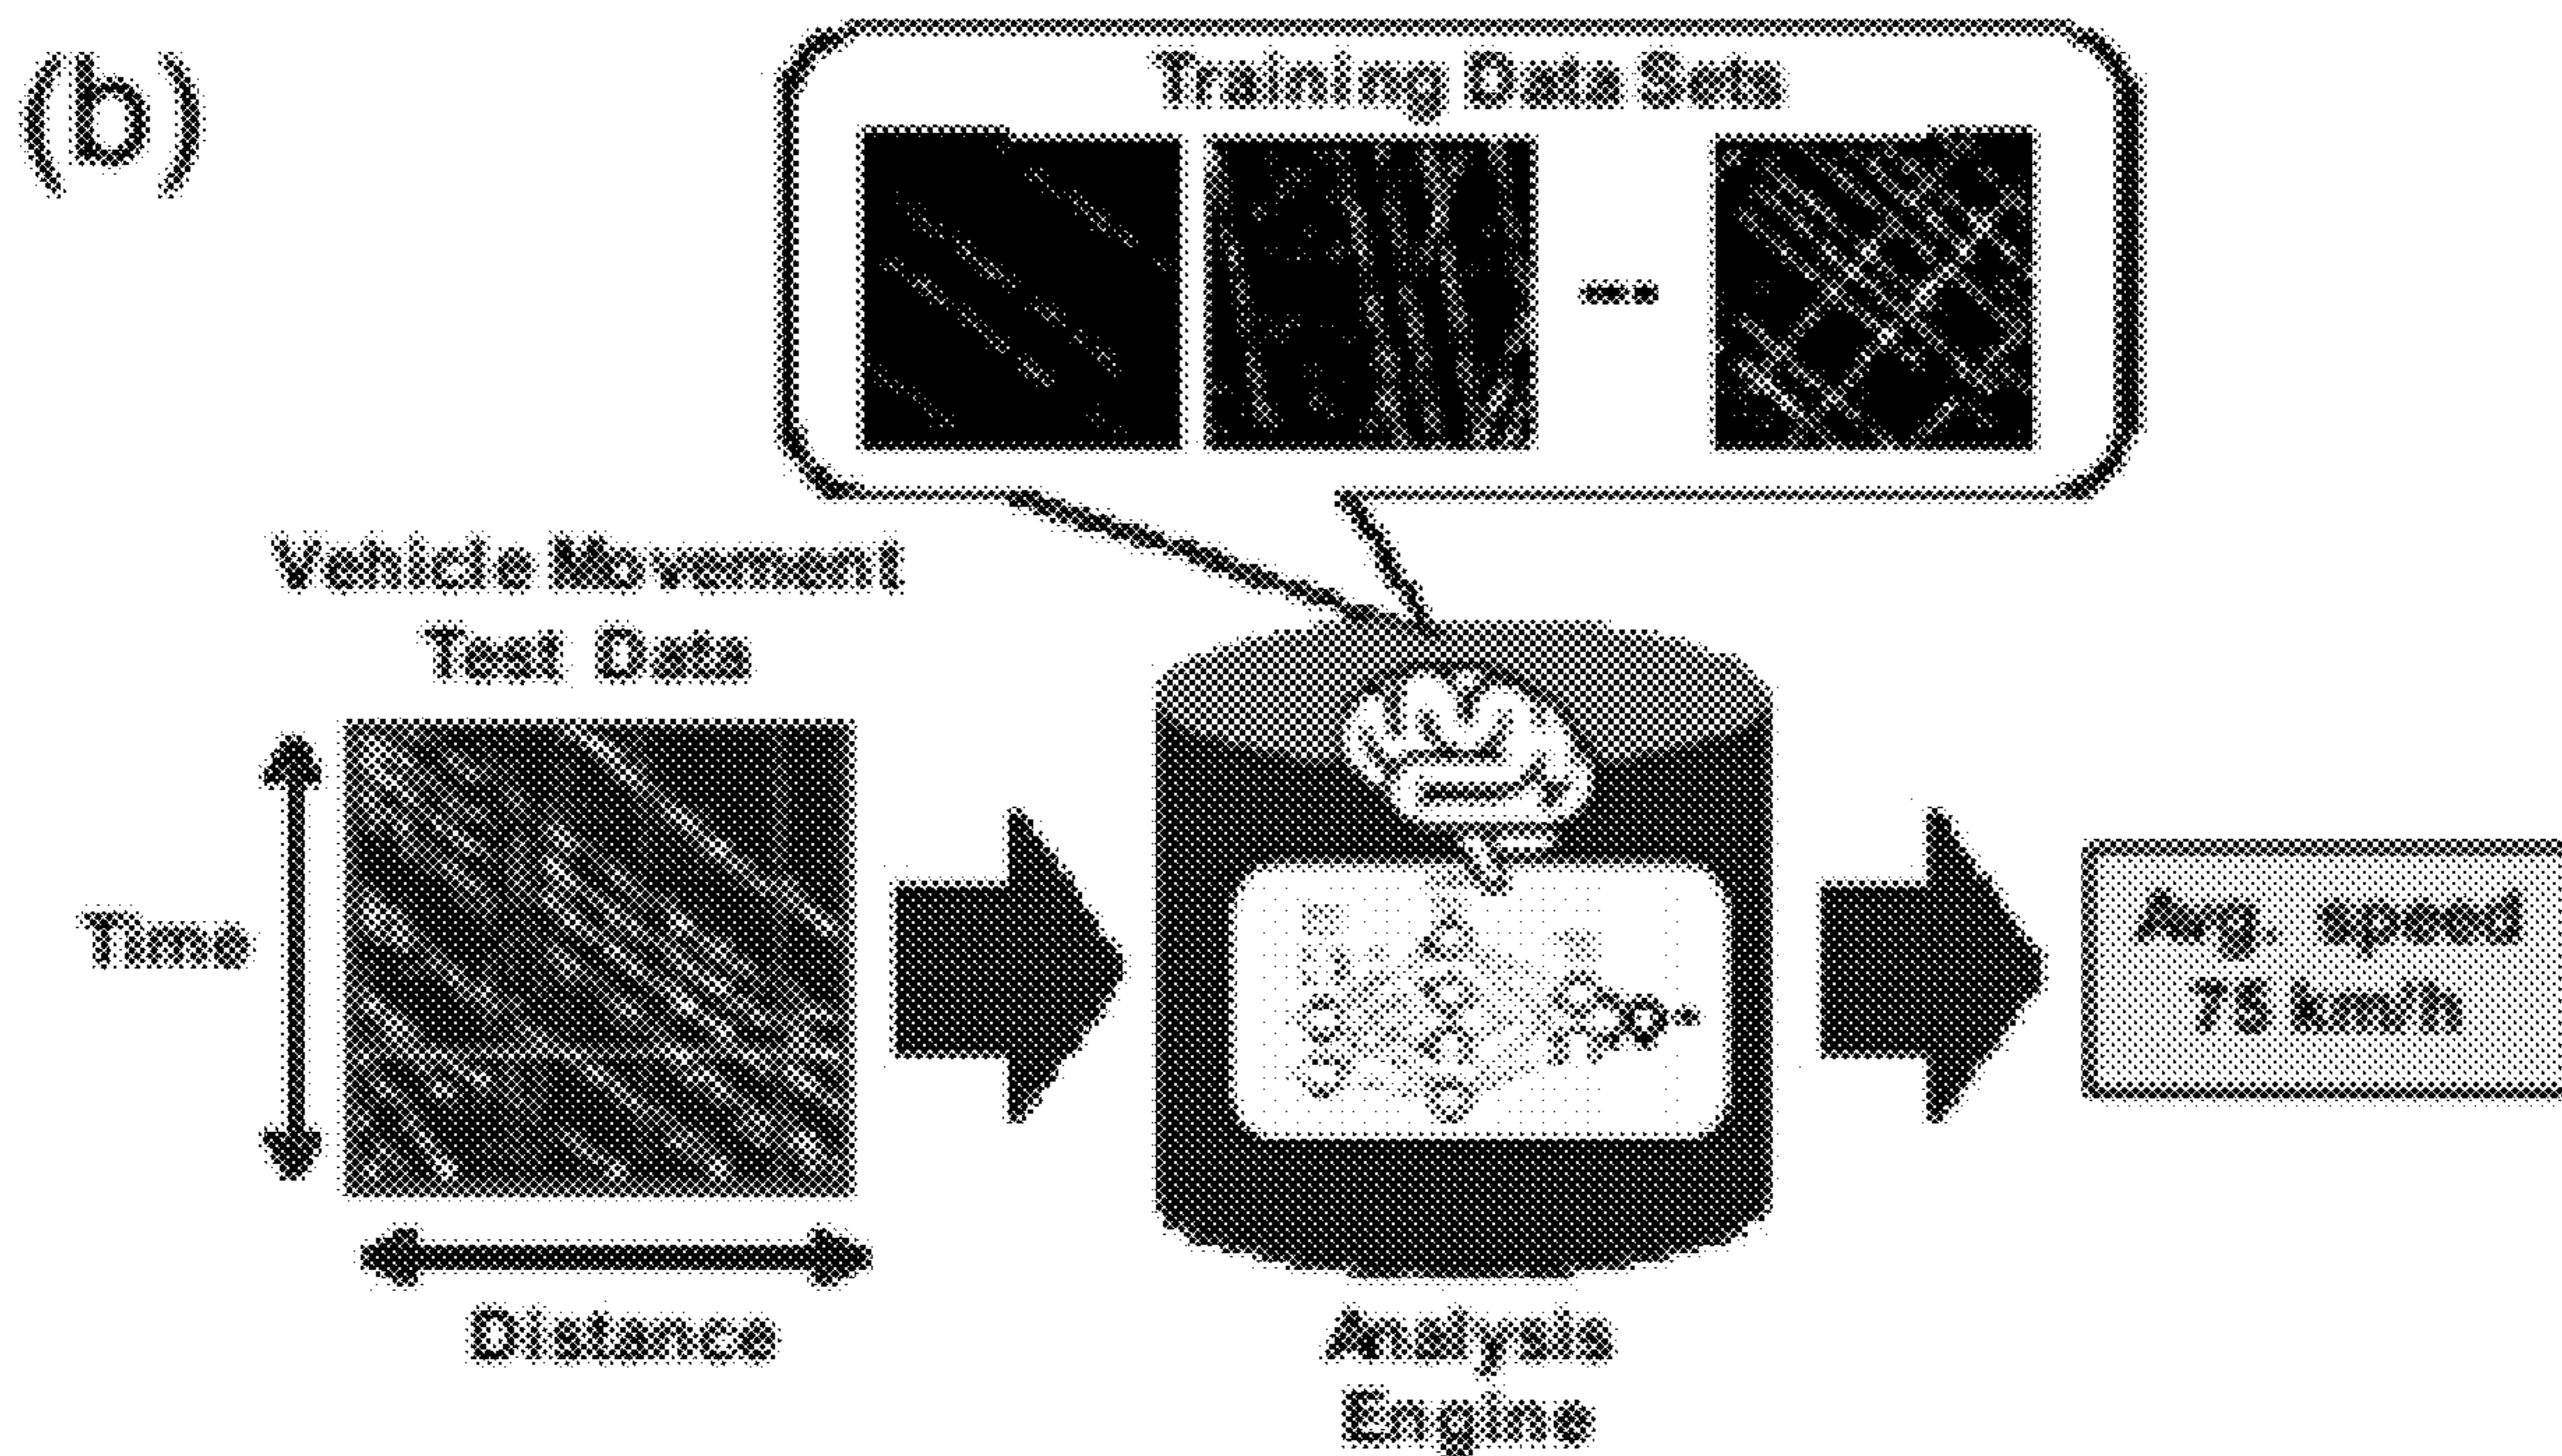 (b)
Training Data Sets
Vehicle Movement
Test Data
Time
Distance
Analysis
Engine
Avg. speed
75 km/h